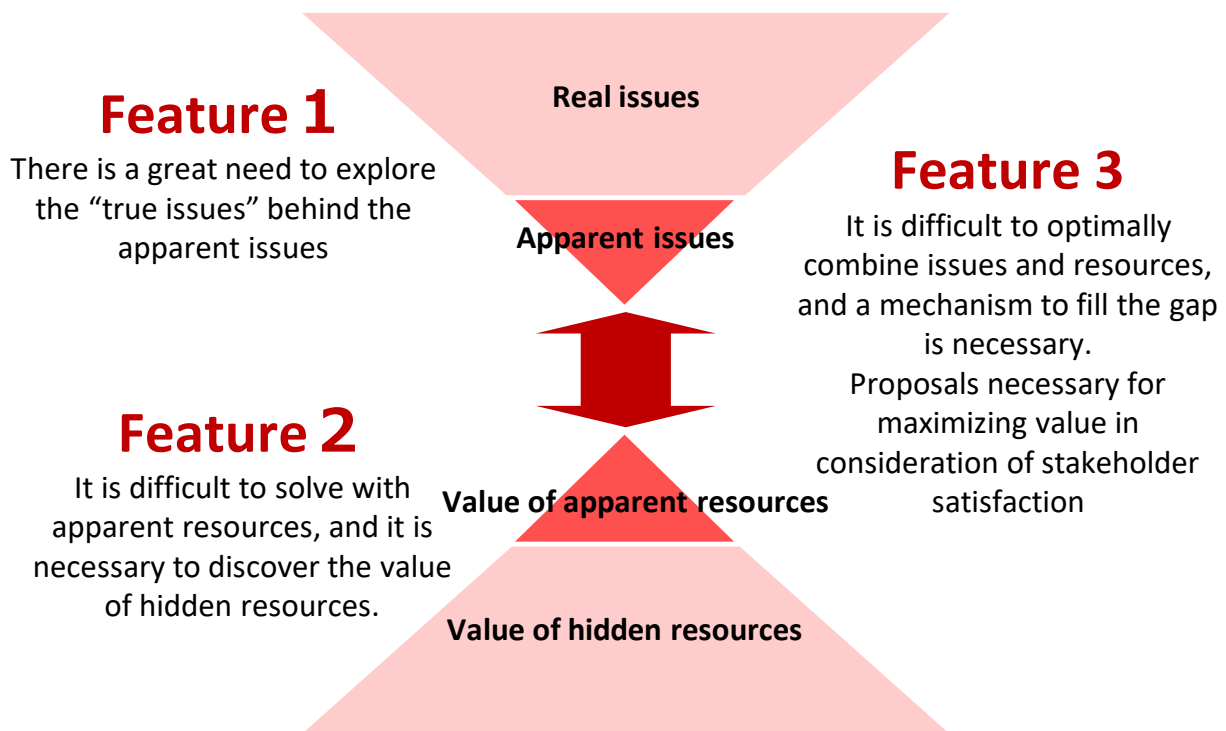 Real issues
Feature 1
There is a great need to explore
the “true issues” behind the
apparent issues
Apparent issues
Feature 3
It is difficult to optimally
combine issues and resources,
and a mechanism to fill the gap
is necessary.
Proposals necessary for
maximizing value in
consideration of stakeholder
satisfaction
Feature 2
It is difficult to solve with
apparent resources, and it is
necessary to discover the value
of hidden resources.
Value of apparent resources
Value of hidden resources